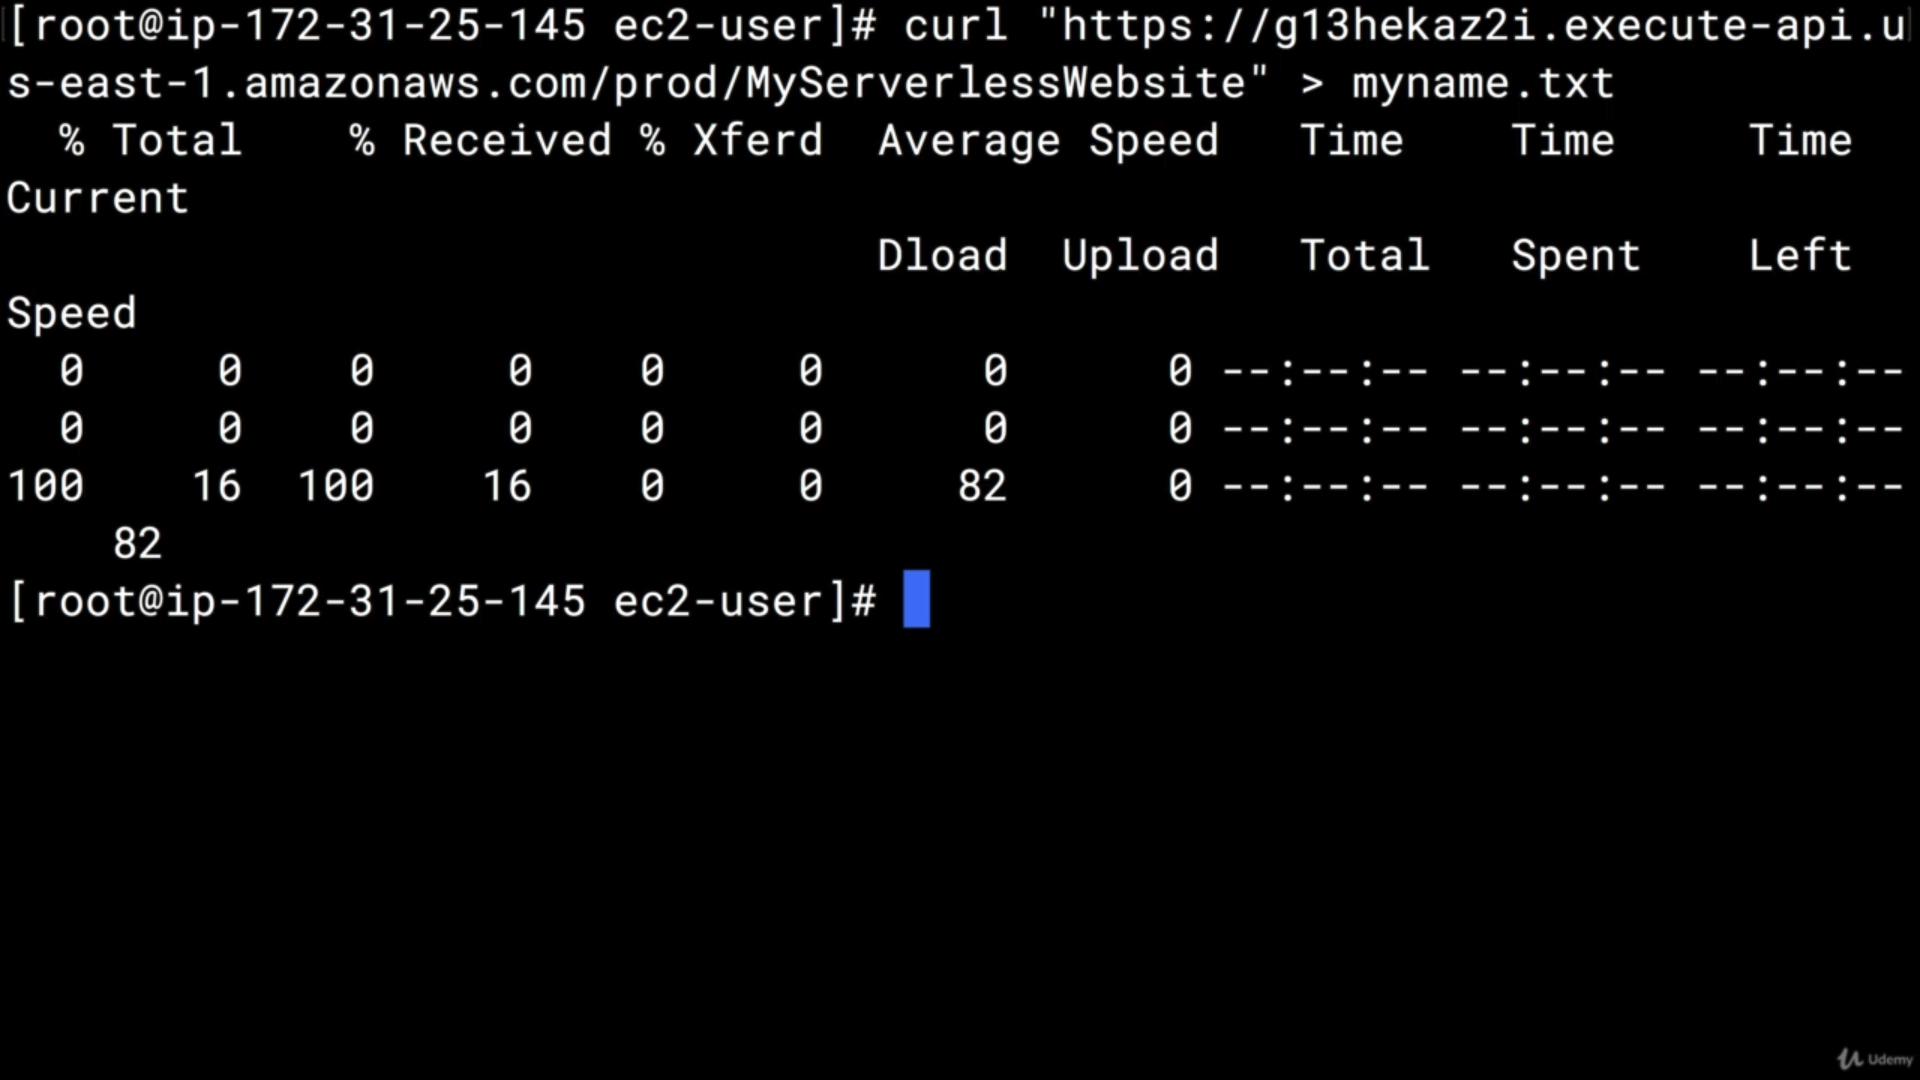 [root@ip-172-31-25-145 ec2-user]# curl "https://g13hekaz2i.execute-api.u
s-east-1.amazonaws.com/prod/MyServerlessWebsite" > myname.txt
  % Total    % Received % Xferd  Average Speed   Time    Time     Time
Current
                                 Dload  Upload   Total   Spent    Left
Speed
  0     0    0     0    0     0      0      0 --:--:-- --:--:-- --:--:--
  0     0    0     0    0     0      0      0 --:--:-- --:--:-- --:--:--
100    16  100    16    0     0     82      0 --:--:-- --:--:-- --:--:--
    82
[root@ip-172-31-25-145 ec2-user]#
Udemy